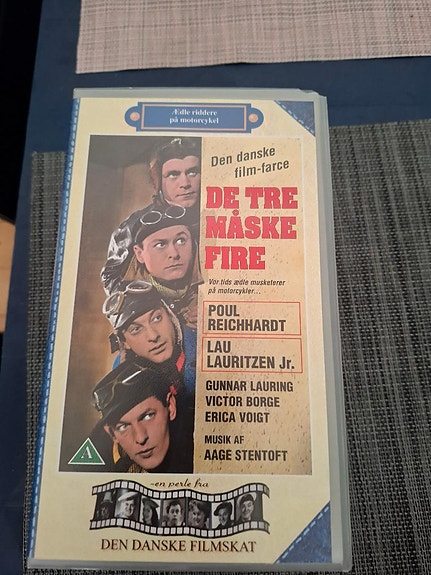 Ædle riddere
på motorcykel
Den danske
film-farce
DE TRE
MÅSKE
FIRE
Vor tids ædle musketerer
på motorcykler...
POUL
REICHHARDT
LAU
LAURITZEN Jr.
GUNNAR LAURING
VICTOR BORGE
ERICA VOIGT
MUSIK AF
AAGE STENTOFT
A
-en perle fra
DEN DANSKE FILMSKAT